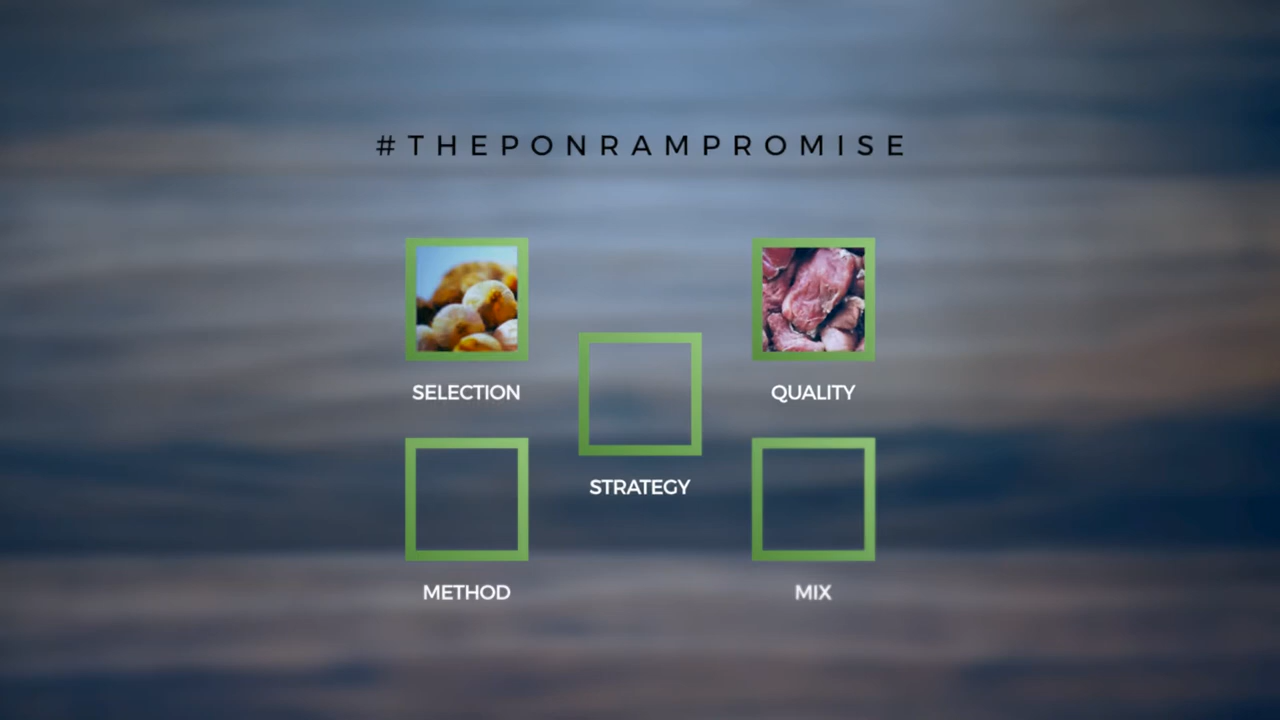 #THEPONRAMPROMISE
SELECTION
QUALITY
STRATEGY
METHOD
MIX